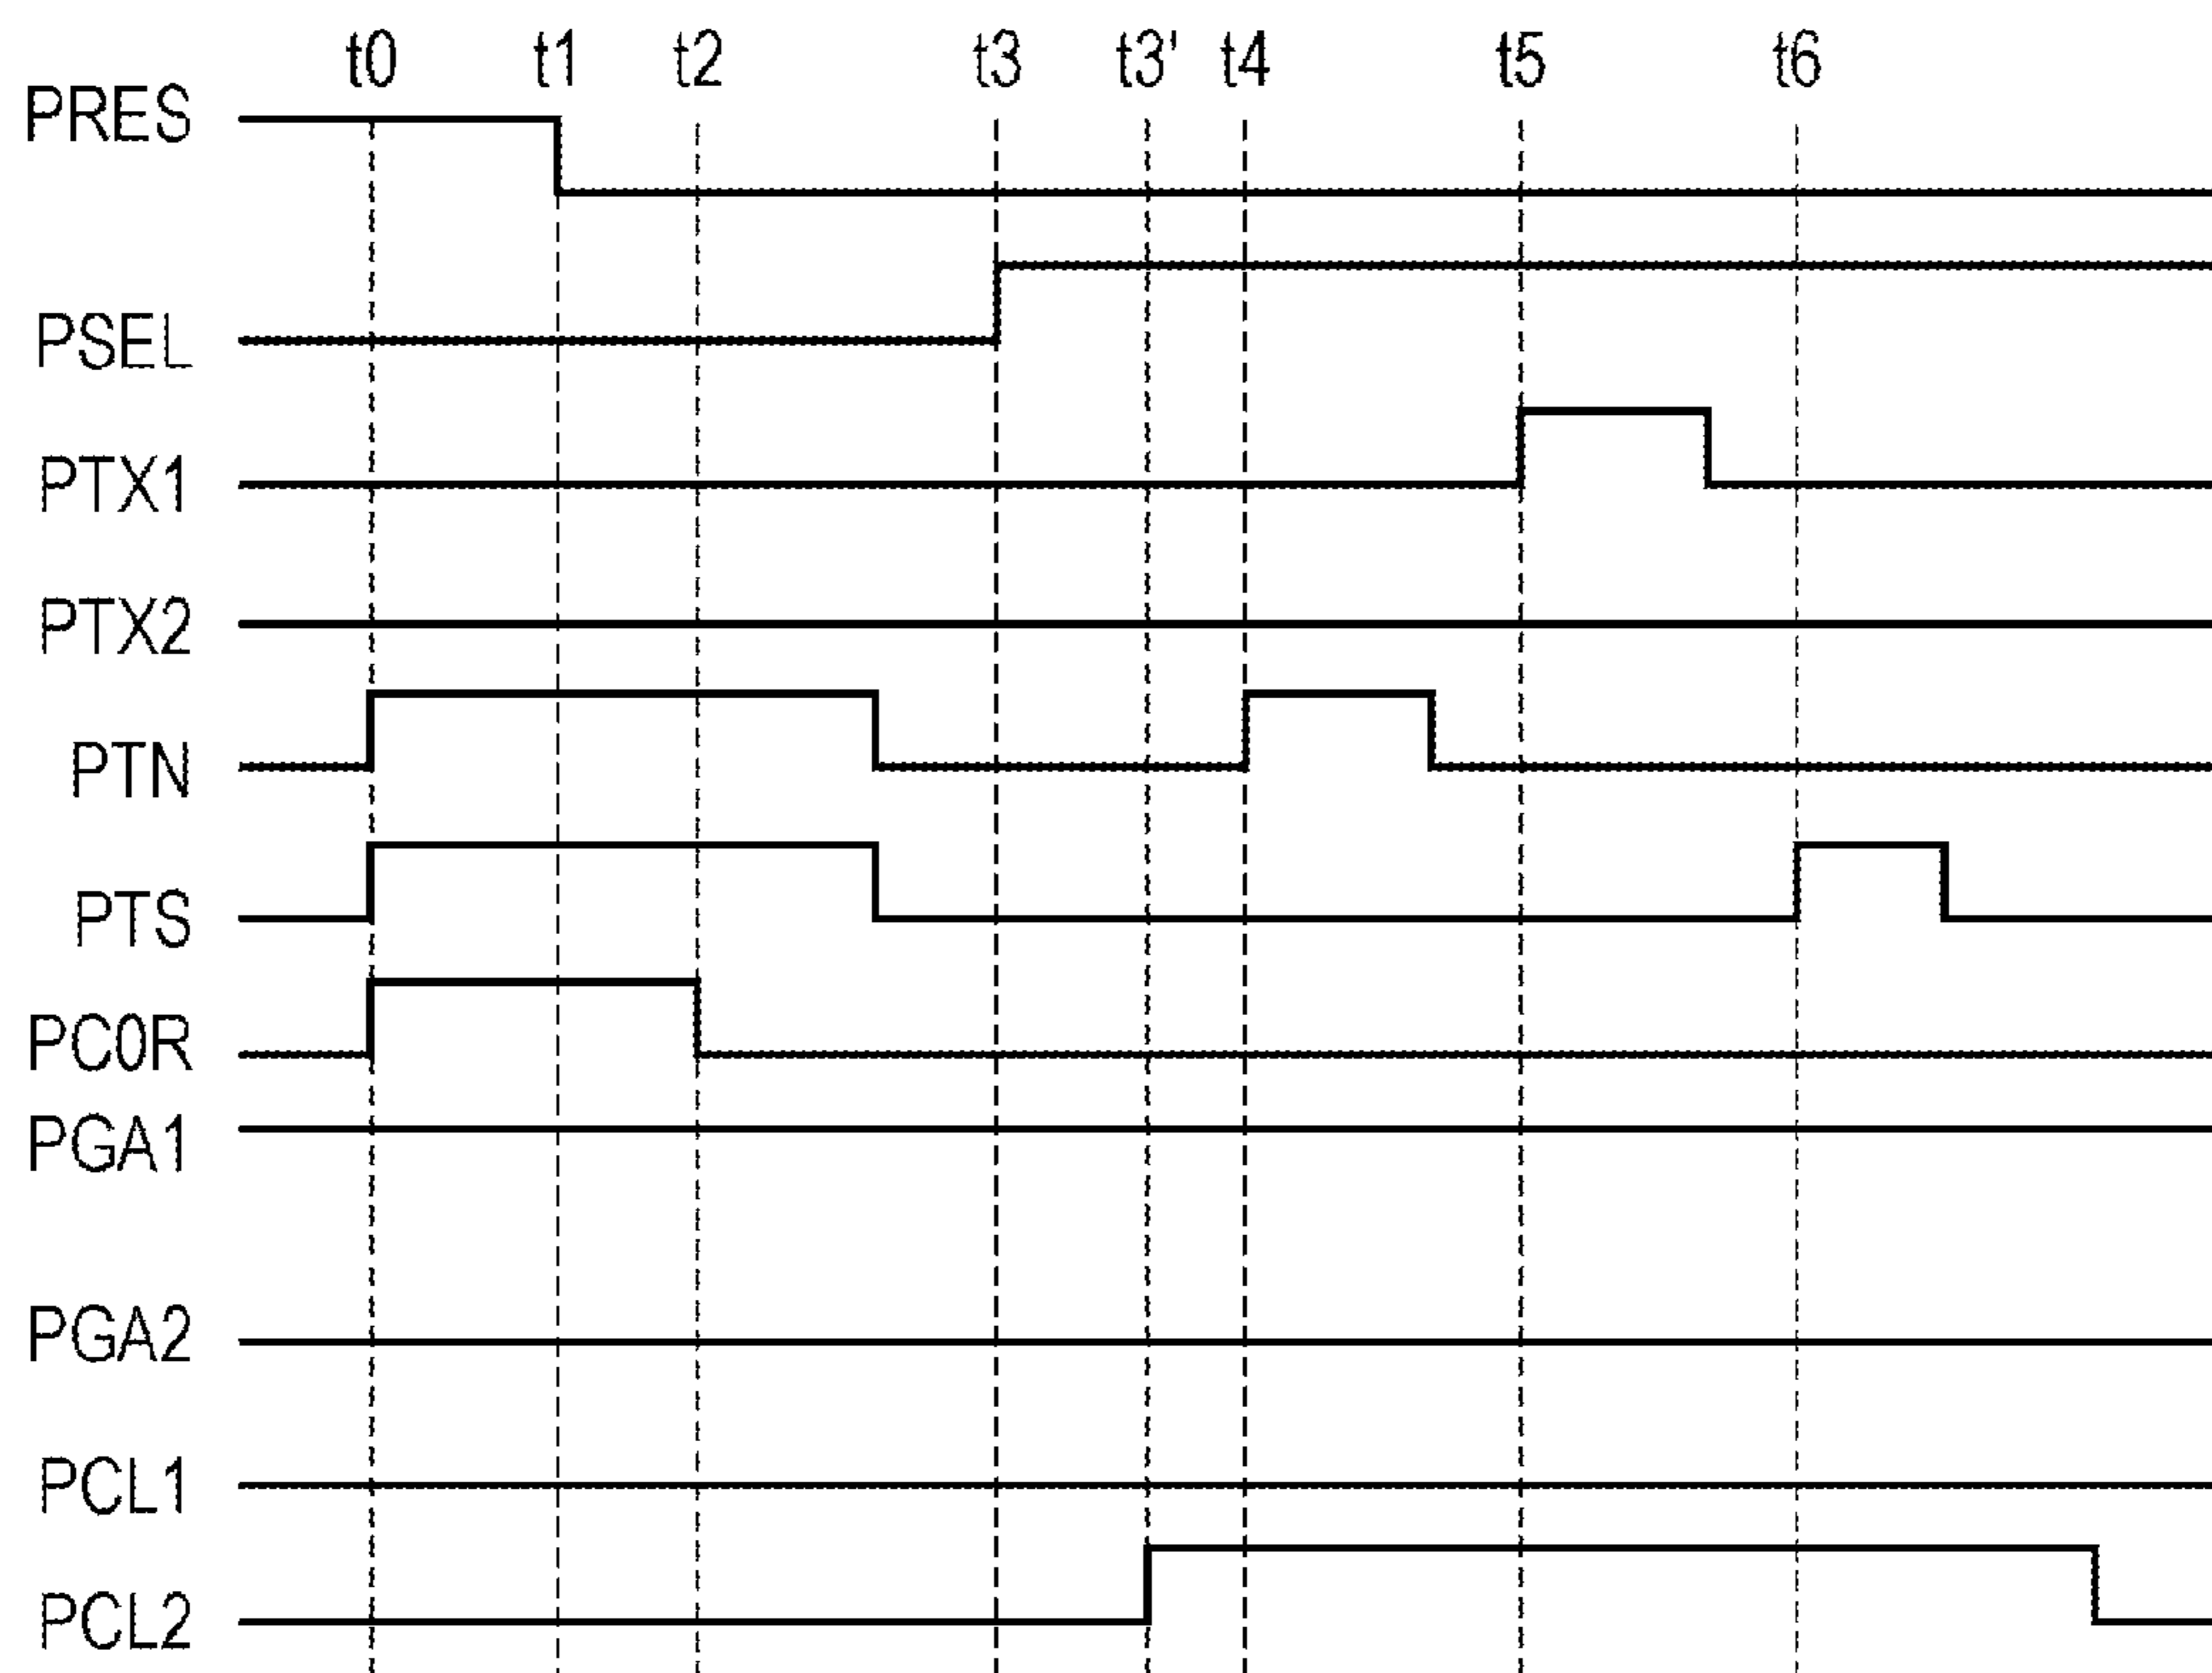 t0 t1 t2 t3 t3' t4 t5 t6
PRES
PSEL
PTX1
PTX2
PTN
PTS
PC0R
PGA1
PGA2
PCL1
PCL2